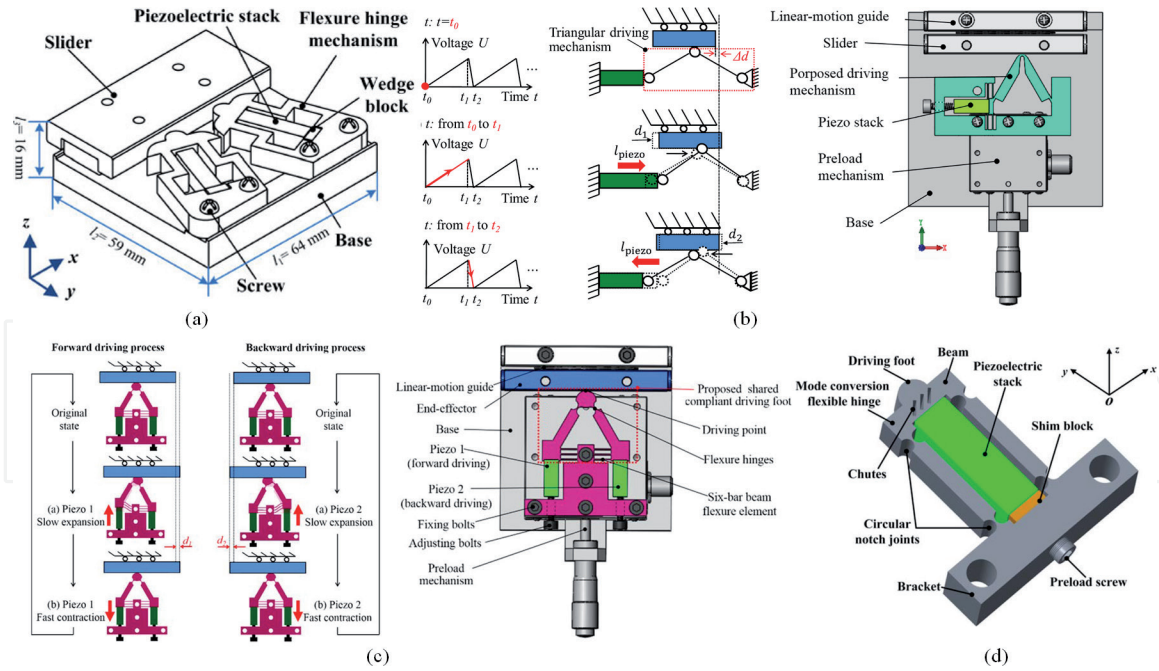 Slider
Piezoelectric stack
Flexure hinge
mechanism
Wedge
block
l₃= 16 mm
l₂= 59 mm
l₁= 64 mm
Base
Screw
z
x
y
(a)
t: t=t₀
Voltage U
...
t₀
t₁ t₂
Time t
t: from t₀ to t₁
Voltage U
...
t₀
t₁ t₂
Time t
t: from t₁ to t₂
Voltage U
...
t₀
t₁ t₂
Time t
Triangular driving
mechanism
Δd
d₁
lpiezo
d₂
lpiezo
(b)
Linear-motion guide
Slider
Porposed driving
mechanism
Piezo stack
Preload
mechanism
Base
Y
X
Forward driving process
Backward driving process
Original
state
Original
state
(a) Piezo 1
Slow expansion
(a) Piezo 2
Slow expansion
d₁
(b) Piezo 1
Fast contraction
(b) Piezo 2
Fast contraction
Linear-motion guide
End-effector
Base
Piezo 1
(forward driving)
Piezo 2
(backward driving)
Fixing bolts
Adjusting bolts
Preload
mechanism
Proposed shared
compliant driving foot
Driving point
Flexure hinges
Six-bar beam
flexure element
(c)
Driving foot
Beam
Mode conversion
flexible hinge
Piezoelectric
stack
Shim block
Chutes
Circular
notch joints
Bracket
Preload screw
z
y
x
O
(d)